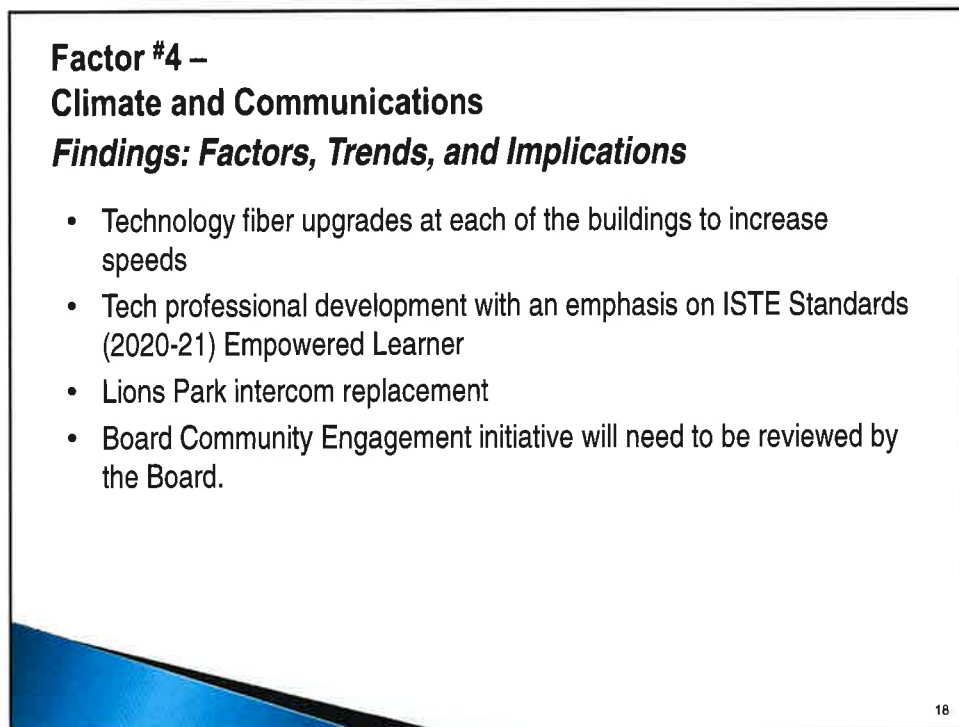 Factor #4 –
Climate and Communications
Findings: Factors, Trends, and Implications
• Technology fiber upgrades at each of the buildings to increase
speeds
• Tech professional development with an emphasis on ISTE Standards
(2020-21) Empowered Learner
• Lions Park intercom replacement
• Board Community Engagement initiative will need to be reviewed by
the Board.
18